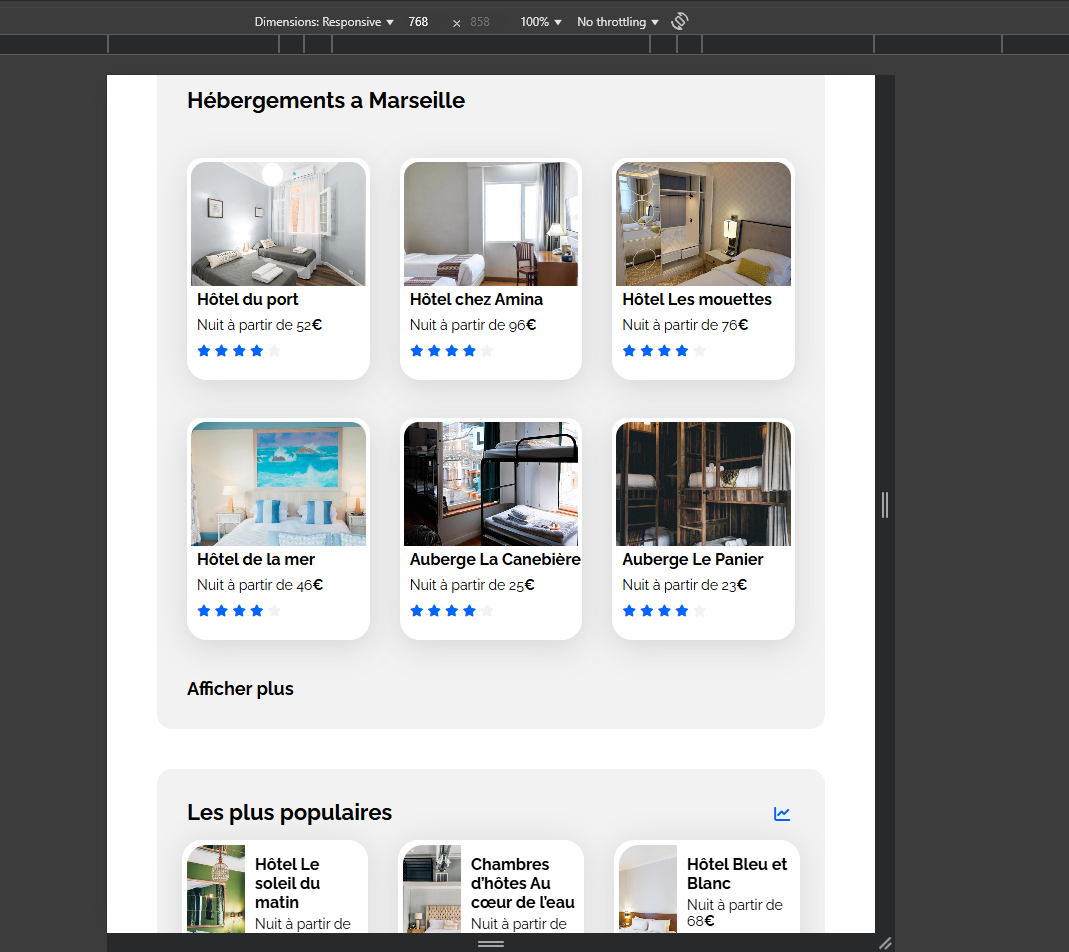 Dimensions: Responsive 768 × 858 100% No throttling
Hébergements a Marseille
Hôtel du port
Nuit à partir de 52€
Hôtel chez Amina
Nuit à partir de 96€
Hôtel Les mouettes
Nuit à partir de 76€
Hôtel de la mer
Nuit à partir de 46€
Auberge La Canebière
Nuit à partir de 25€
Auberge Le Panier
Nuit à partir de 23€
Afficher plus
Les plus populaires
Hôtel Le
soleil du
matin
Nuit à partir de
Chambres
d'hôtes Au
cœur de l'eau
Nuit à partir de
Hôtel Bleu et
Blanc
Nuit à partir de
68€